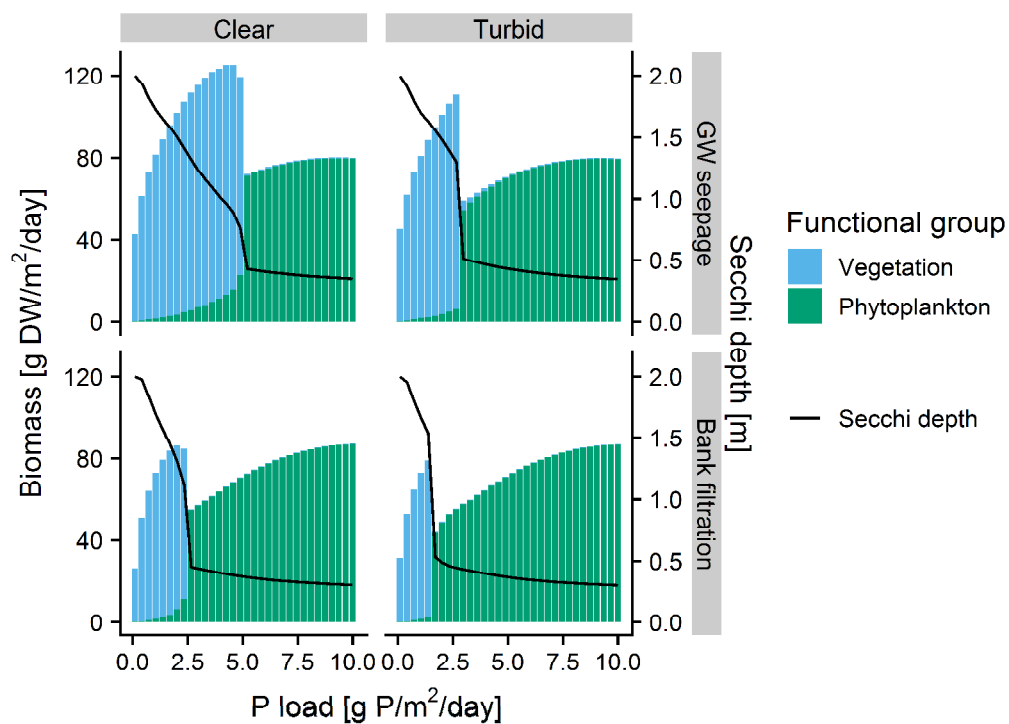 Clear
Turbid
120
80
40
0
2.0
1.5
1.0
0.5
0.0
GW seepage
120
80
40
0
2.0
1.5
1.0
0.5
0.0
Bank filtration
0.0 2.5 5.0 7.5 10.0
0.0 2.5 5.0 7.5 10.0
Biomass [g DW/m²/day]
Secchi depth [m]
P load [g P/m²/day]
Functional group
Vegetation
Phytoplankton
Secchi depth